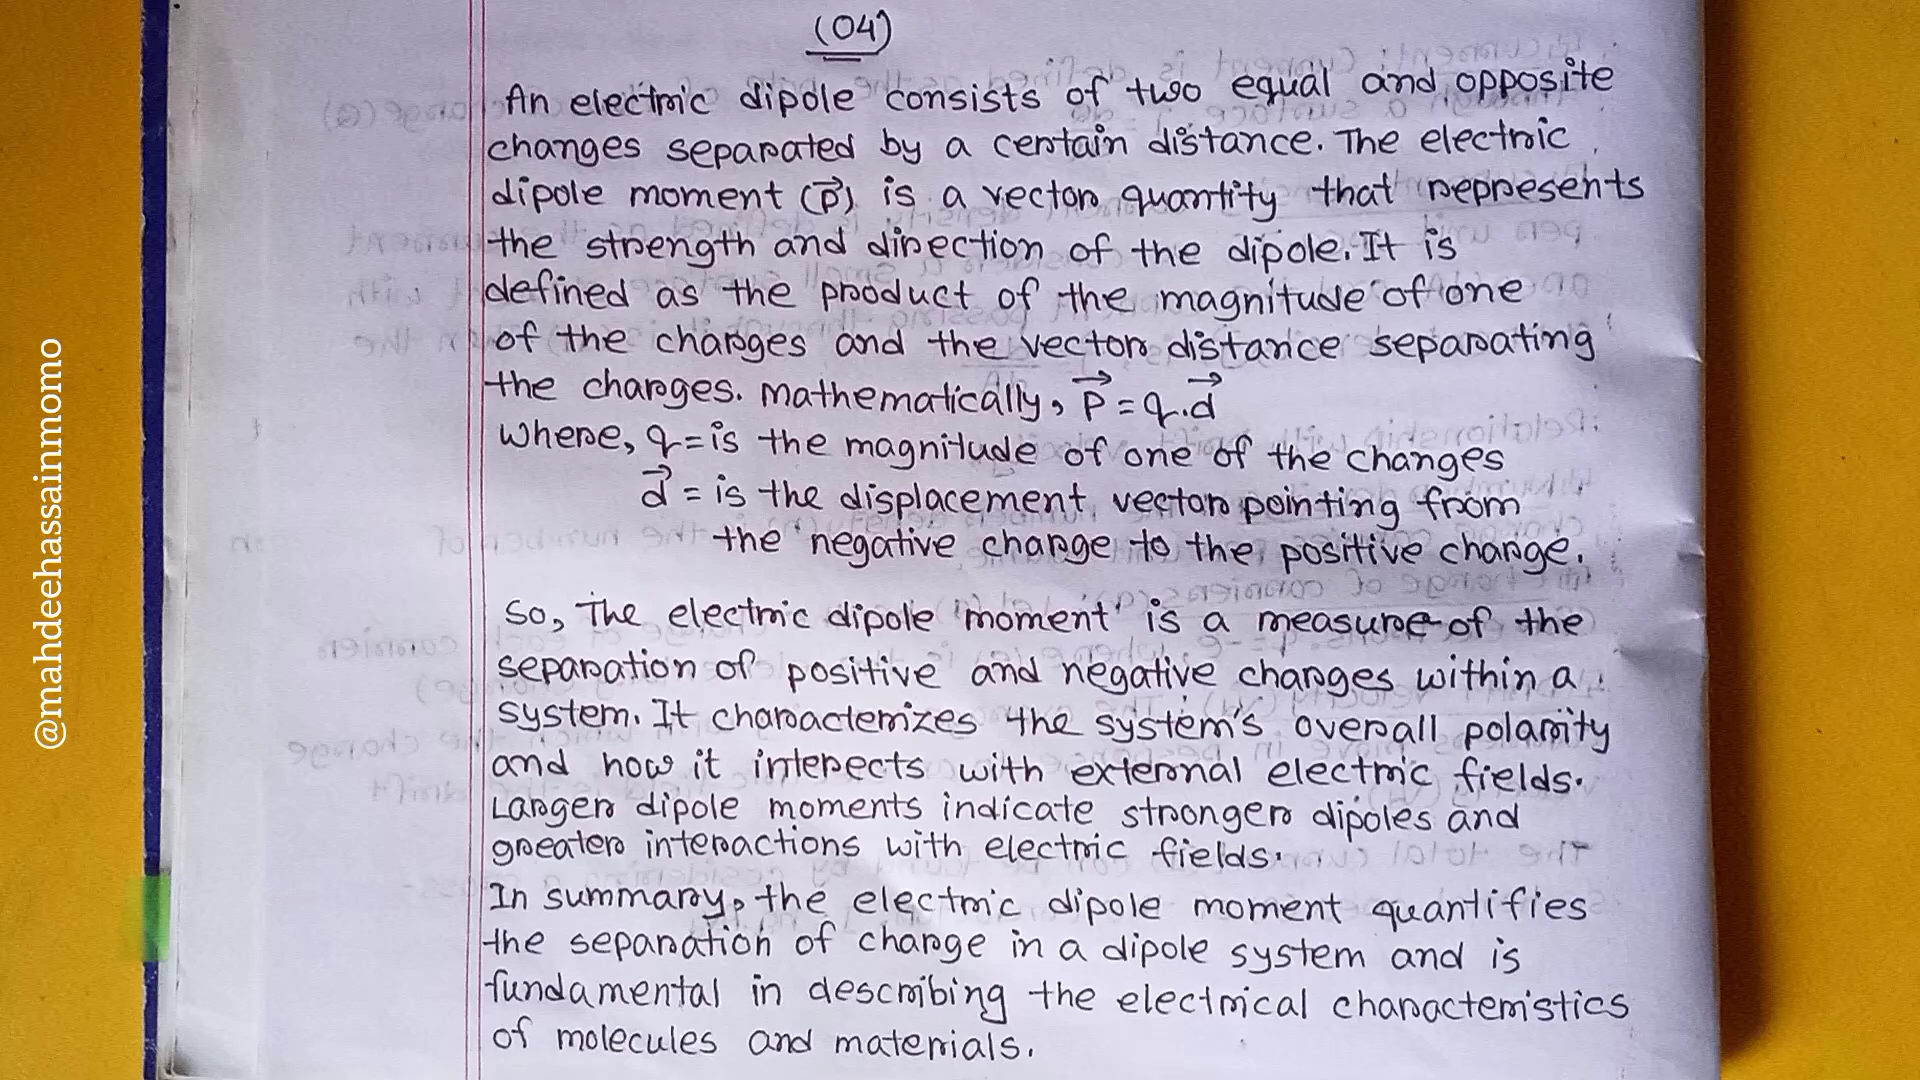 (04)
An electric dipole consists of two equal and opposite
charges separated by a certain distance. The electric
dipole moment (P⃗) is a vector quantity that represents
the strength and direction of the dipole. It is
defined as the product of the magnitude of one
of the charges and the vector distance separating
the charges. Mathematically, P⃗ = q.d⃗
where, q = is the magnitude of one of the charges
d⃗ = is the displacement vector pointing from
the negative charge to the positive charge.
So, The electric dipole moment is a measure of the
separation of positive and negative charges within a
system. It characterizes the system's overall polarity
and how it interects with external electric fields.
Larger dipole moments indicate stronger dipoles and
greater interactions with electric fields.
In summary, the electric dipole moment quantifies
the separation of charge in a dipole system and is
fundamental in describing the electrical characteristics
of molecules and materials.
@mahdeehassainmomo